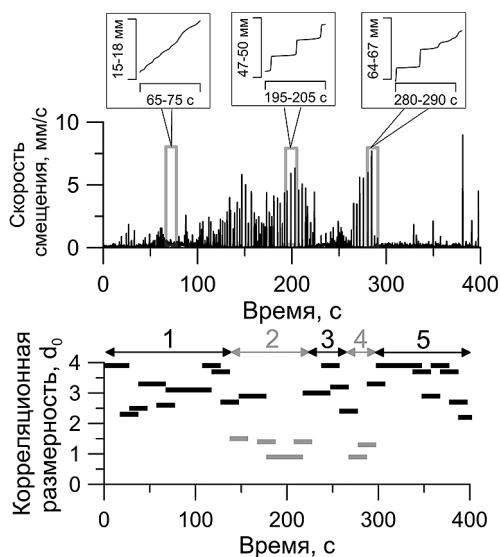 15-18 мм
65-75 с
47-50 мм
195-205 с
64-67 мм
280-290 с
Скорость
смещения, мм/с
10
5
0
0 100 200 300 400
Время, с
1 2 3 4 5
Корреляционная
размерность, d₀
4
3
2
1
0
0 100 200 300 400
Время, с